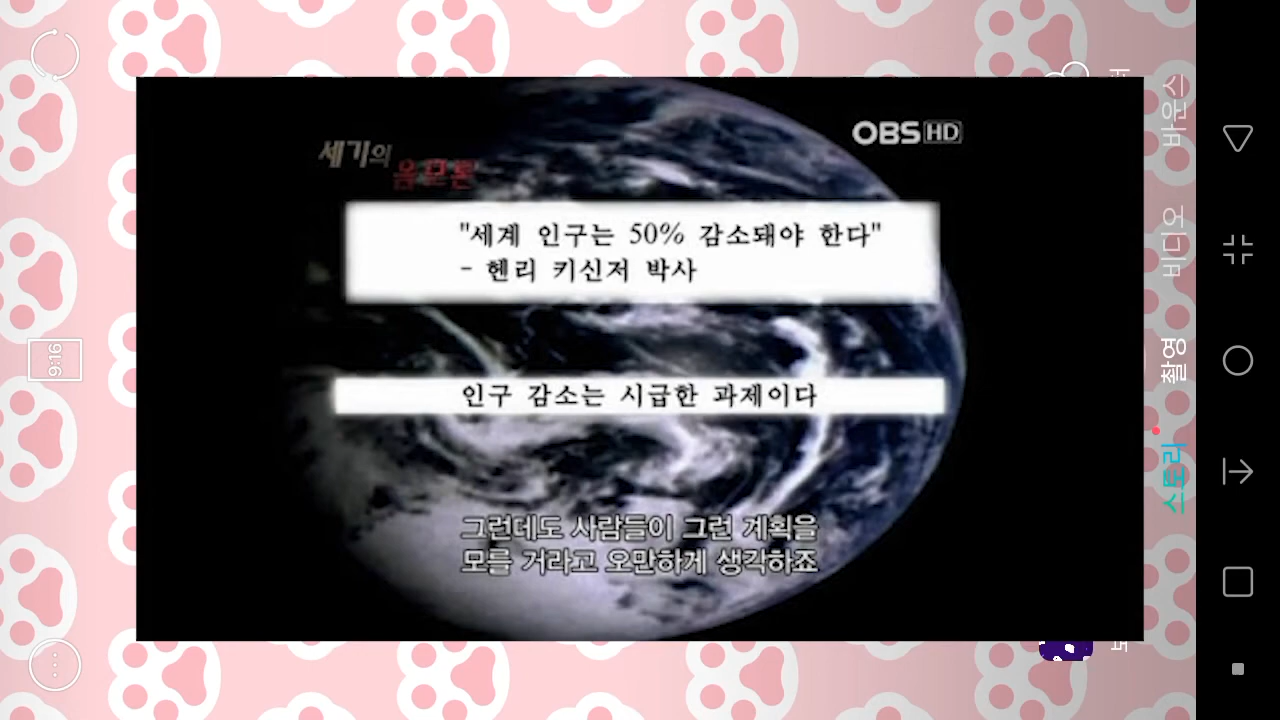 OBS HD
세기의
음모론
"세계 인구는 50% 감소돼야 한다"
- 헨리 키신저 박사
인구 감소는 시급한 과제이다
그런데도 사람들이 그런 계획을
모를 거라고 오만하게 생각하죠
9:16
바운스
비디오
촬영
스토리